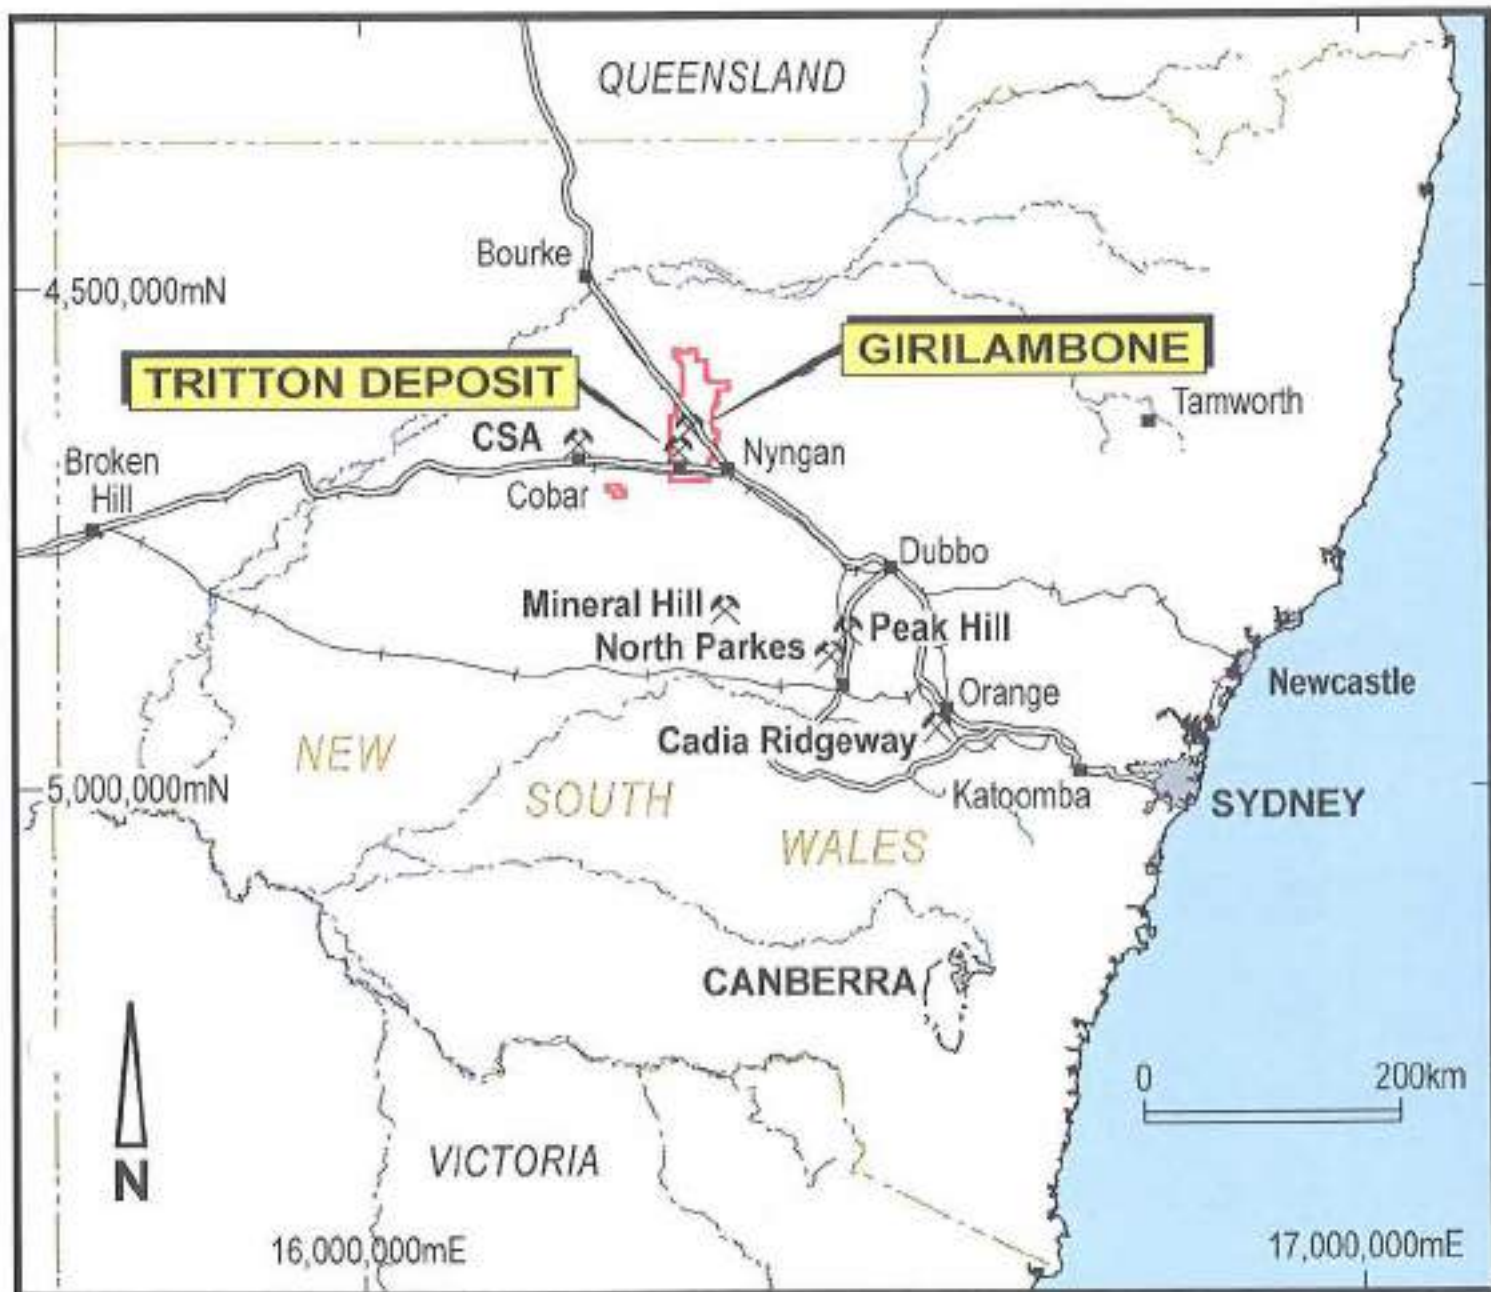 QUEENSLAND
Bourke
4,500,000mN
GIRILAMBONE
TRITTON DEPOSIT
Tamworth
CSA
Nyngan
Broken
Hill
Cobar
Dubbo
Mineral Hill
Peak Hill
North Parkes
Newcastle
Orange
NEW
Cadia Ridgeway
5,000,000mN
SOUTH
Katoomba
SYDNEY
WALES
CANBERRA
0
200km
VICTORIA
N
16,000,000mE
17,000,000mE